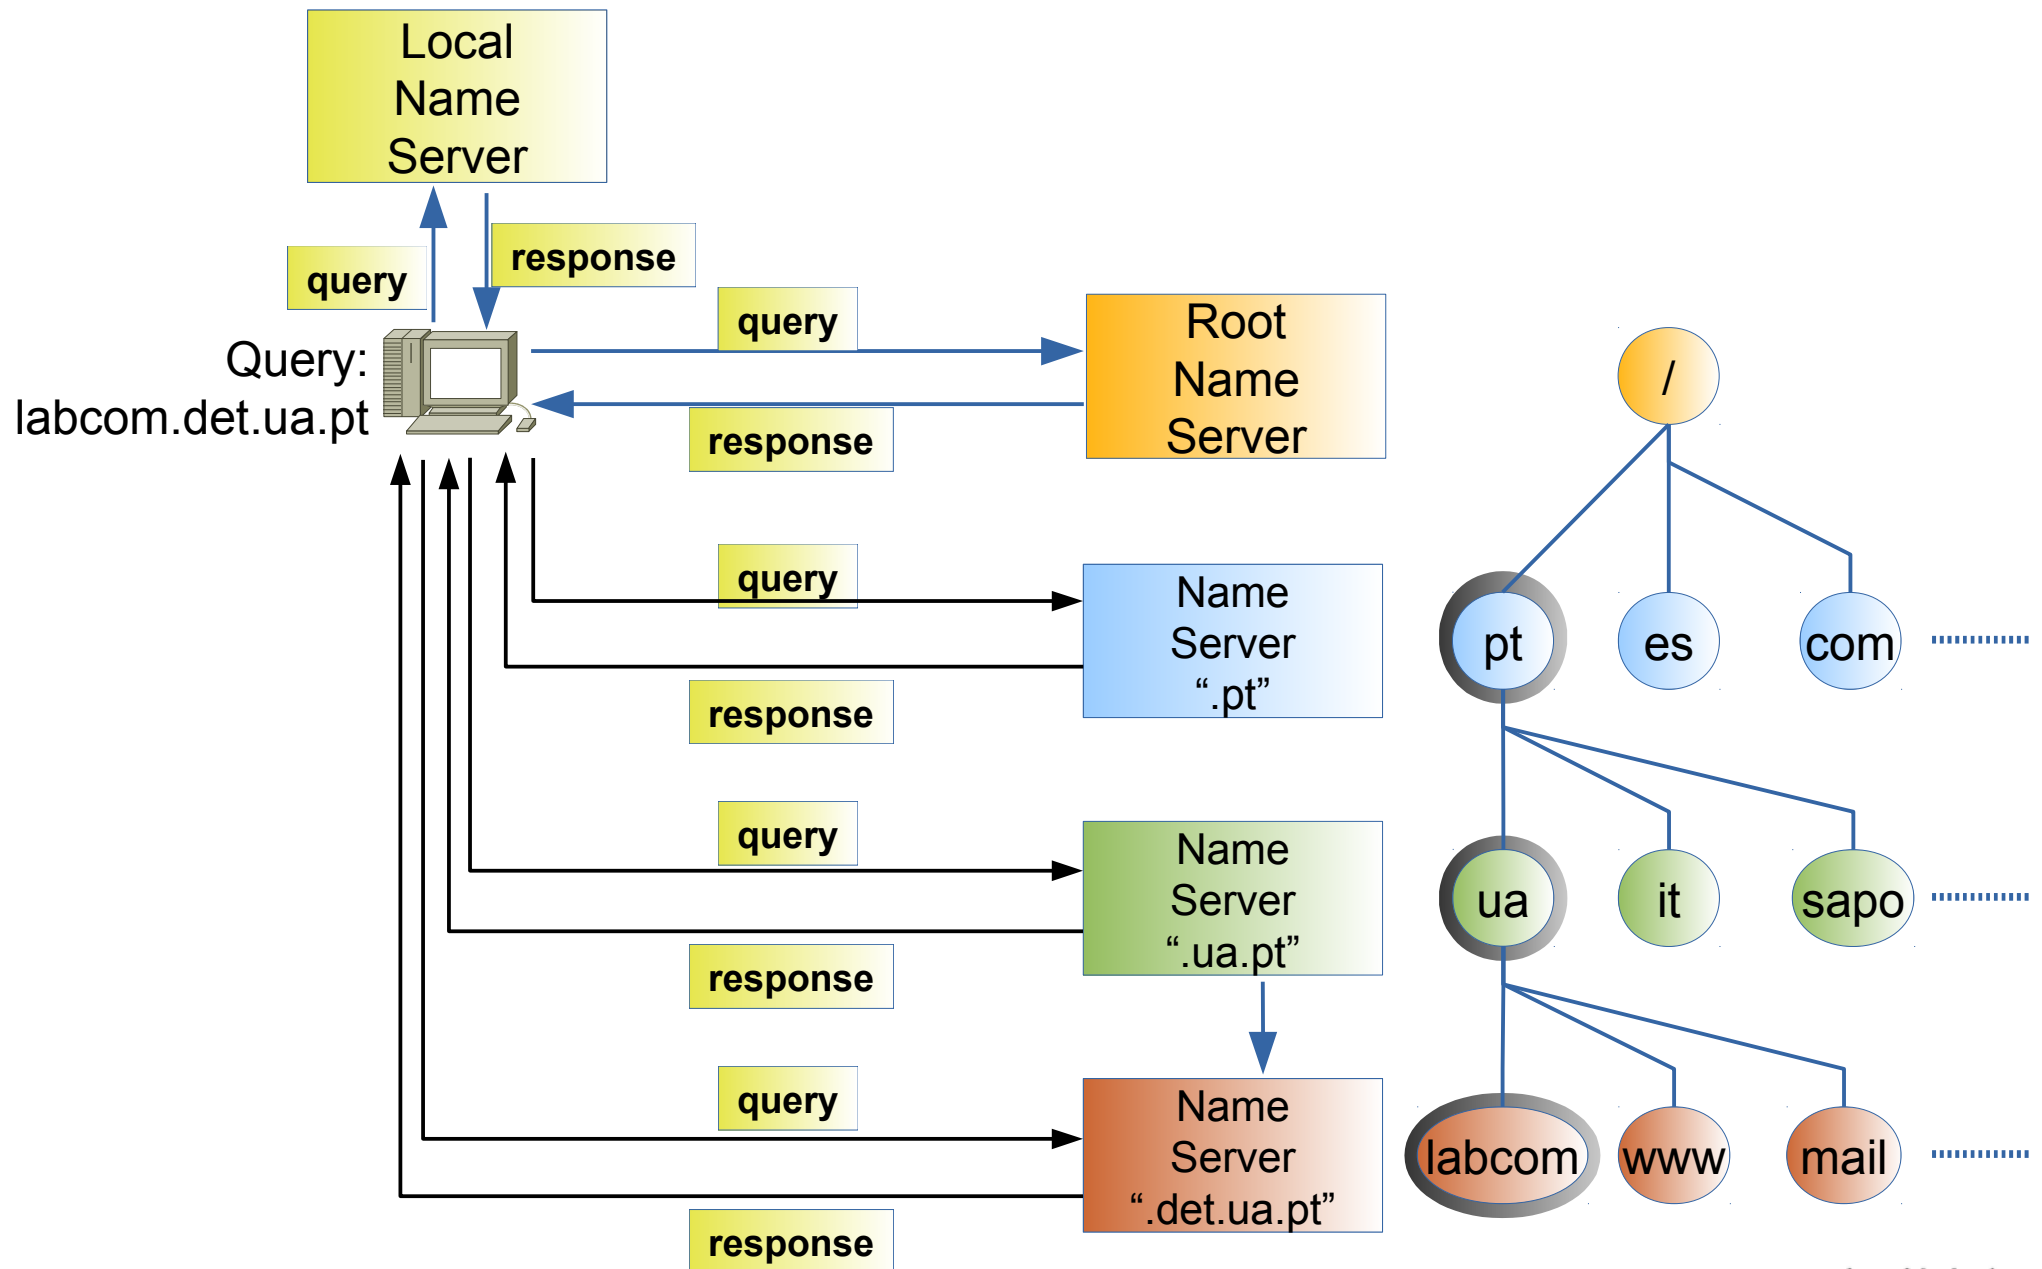 Local
Name
Server
query
response
Query:
labcom.det.ua.pt
query
response
Root
Name
Server
/
query
response
Name
Server
“.pt”
pt
es
com
query
response
Name
Server
“.ua.pt”
ua
it
sapo
query
response
Name
Server
“.det.ua.pt”
labcom
www
mail